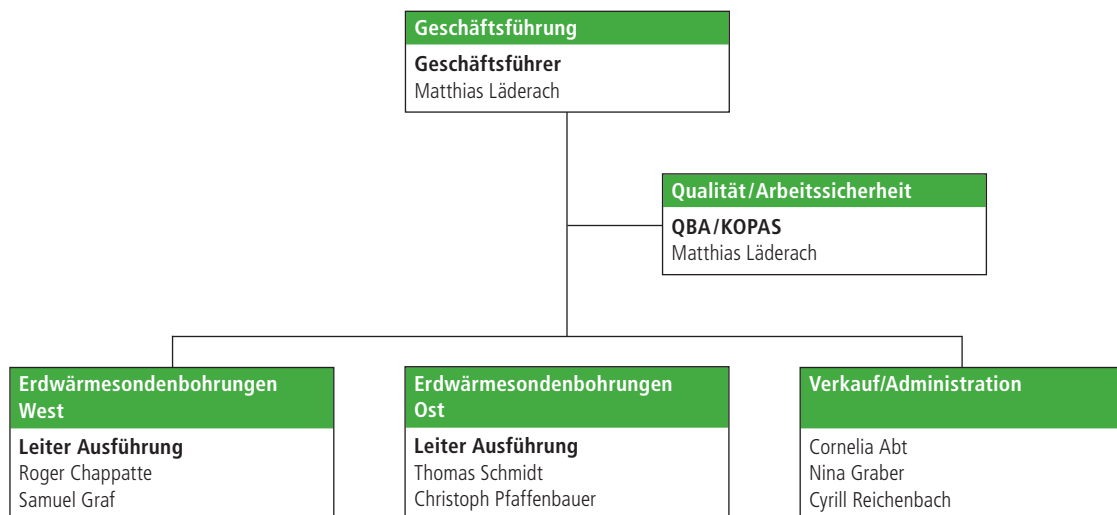 Geschäftsführung
Geschäftsführer
Matthias Läderach
Qualität/Arbeitssicherheit
QBA/KOPAS
Matthias Läderach
Erdwärmesondenbohrungen
West
Leiter Ausführung
Roger Chappatte
Samuel Graf
Erdwärmesondenbohrungen
Ost
Leiter Ausführung
Thomas Schmidt
Christoph Pfaffenbauer
Verkauf/Administration
Cornelia Abt
Nina Graber
Cyrill Reichenbach